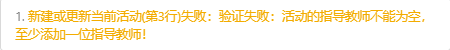 1. 新建或更新当前活动(第3行)失败：验证失败：活动的指导教师不能为空，
至少添加一位指导教师!